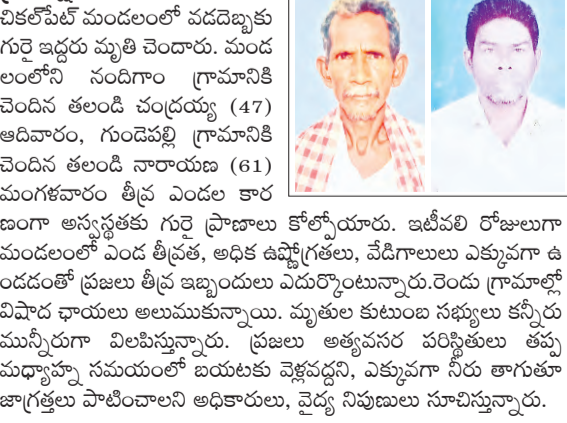 చికల్‌పేట్ మండలంలో వడదెబ్బకు
గురై ఇద్దరు మృతి చెందారు. మండ
లంలోని నందిగాం గ్రామానికి
చెందిన తలండి చంద్రయ్య (47)
ఆదివారం, గుండెపల్లి గ్రామానికి
చెందిన తలండి నారాయణ (61)
మంగళవారం తీవ్ర ఎండల కార
ణంగా అస్వస్థతకు గురై ప్రాణాలు కోల్పోయారు. ఇటీవలి రోజులుగా
మండలంలో ఎండ తీవ్రత, అధిక ఉష్ణోగ్రతలు, వేడిగాలులు ఎక్కువగా ఉ
ండడంతో ప్రజలు తీవ్ర ఇబ్బందులు ఎదుర్కొంటున్నారు.రెండు గ్రామాల్లో
విషాద ఛాయలు అలుముకున్నాయి. మృతుల కుటుంబ సభ్యులు కన్నీరు
మున్నీరుగా విలపిస్తున్నారు. ప్రజలు అత్యవసర పరిస్థితులు తప్ప
మధ్యాహ్న సమయంలో బయటకు వెళ్లవద్దని, ఎక్కువగా నీరు తాగుతూ
జాగ్రత్తలు పాటించాలని అధికారులు, వైద్య నిపుణులు సూచిస్తున్నారు.